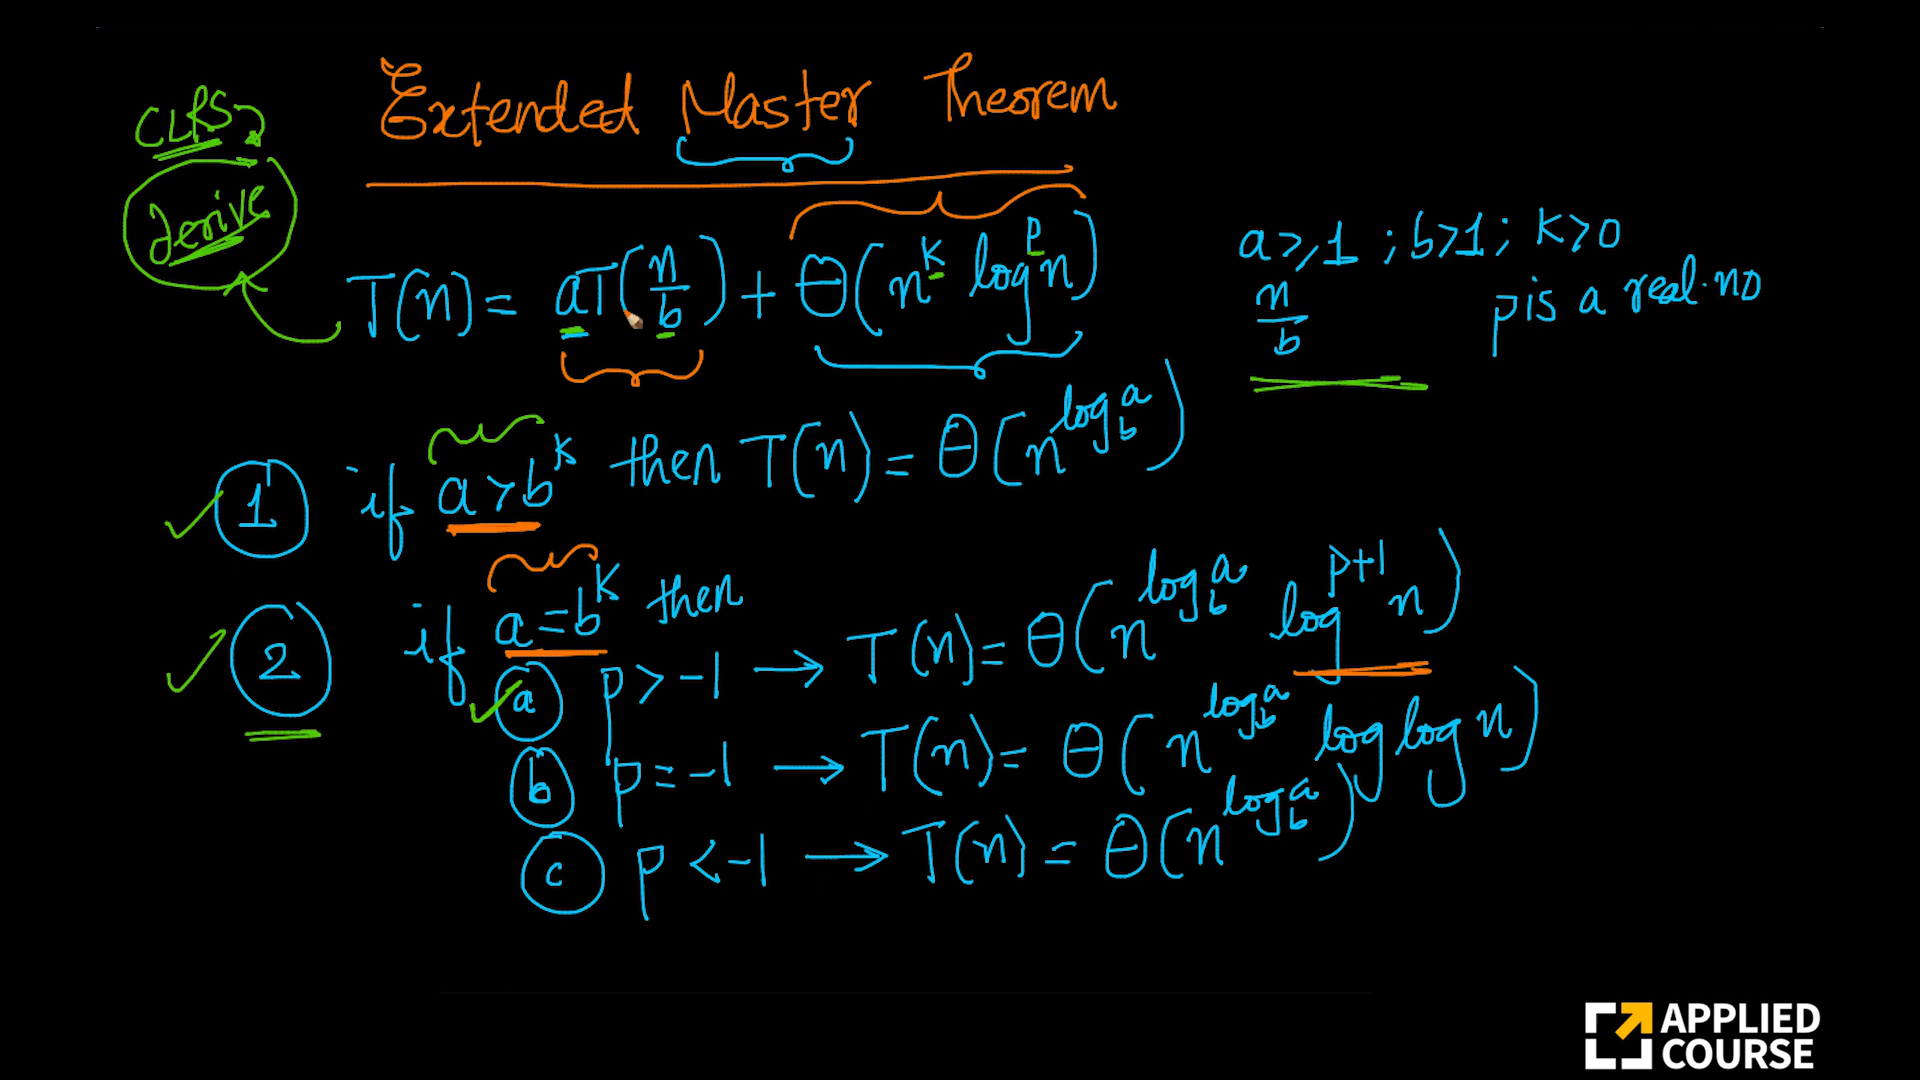 Extended Master Theorem
CLRS
derive
T(n) = aT(n/b) + θ(n^k log^p n)
a>,1 ; b>1; k>0
n/b
p is a real.no
1 if a>b^k then T(n) = θ(n^log_b a)
2 if a=b^k then
a p > -1 → T(n) = θ(n^log_b a log^p+1 n)
b p = -1 → T(n) = θ(n^log_b a log log n)
c p < -1 → T(n) = θ(n^log_b a)
APPLIED
COURSE